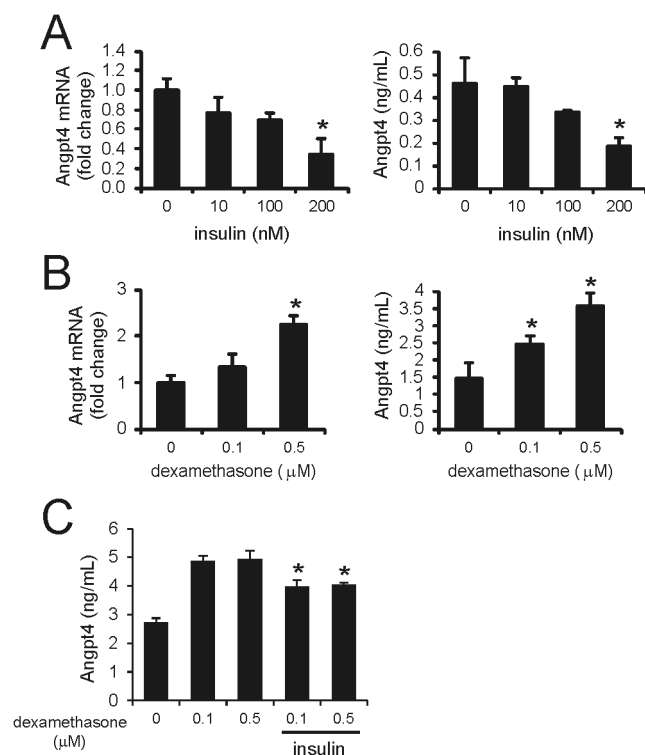 A
Angpt4 mRNA
(fold change)
1.4
1.2
1.0
0.8
0.6
0.4
0.2
0.0
*
0 10 100 200
insulin (nM)
Angpt4 (ng/mL)
0.6
0.5
0.4
0.3
0.2
0.1
0
*
0 10 100 200
insulin (nM)
B
Angpt4 mRNA
(fold change)
3
2
1
0
*
0 0.1 0.5
dexamethasone (μM)
Angpt4 (ng/mL)
4
3.5
3
2.5
2
1.5
1
0.5
0
* *
0 0.1 0.5
dexamethasone (μM)
C
Angpt4 (ng/mL)
6
5
4
3
2
1
0
* *
dexamethasone 0 0.1 0.5 0.1 0.5
(μM)
insulin